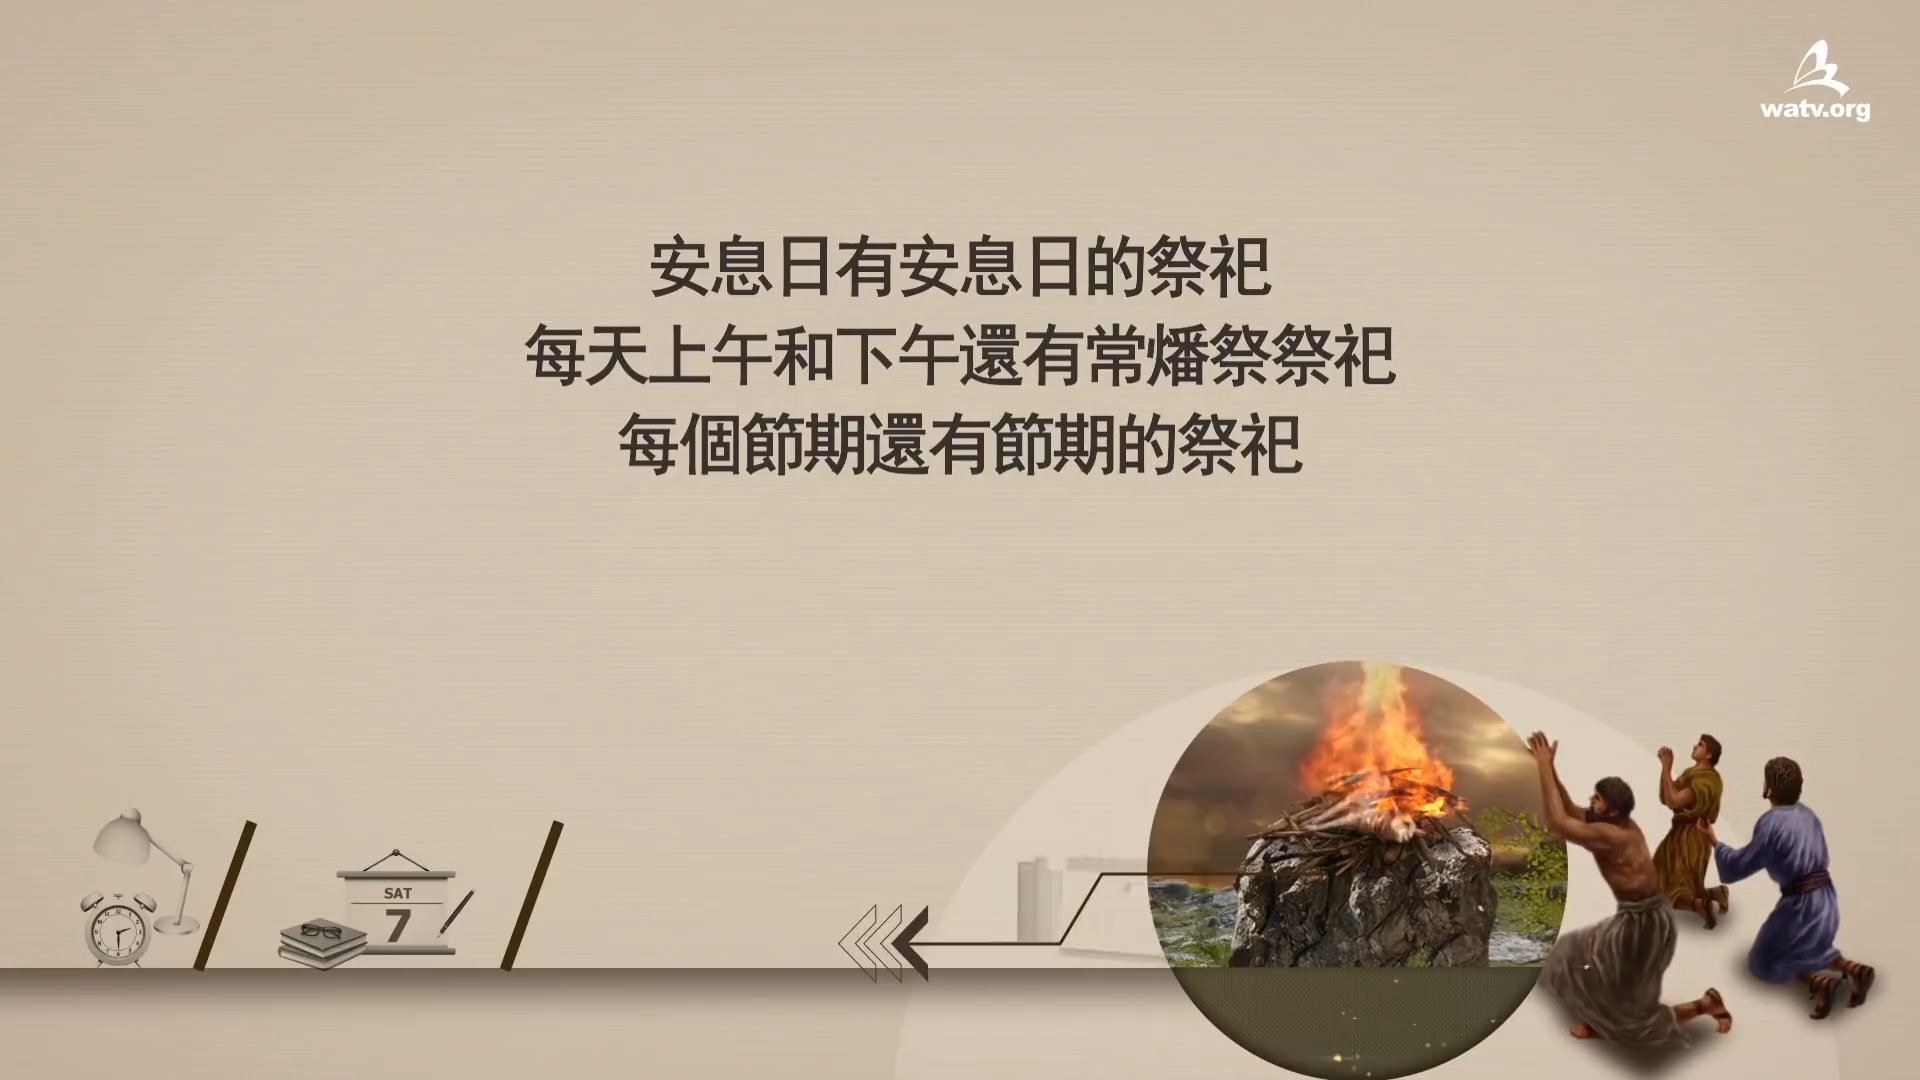 watv.org
安息日有安息日的祭祀
每天上午和下午還有常燔祭祭祀
每個節期還有節期的祭祀
SAT
7